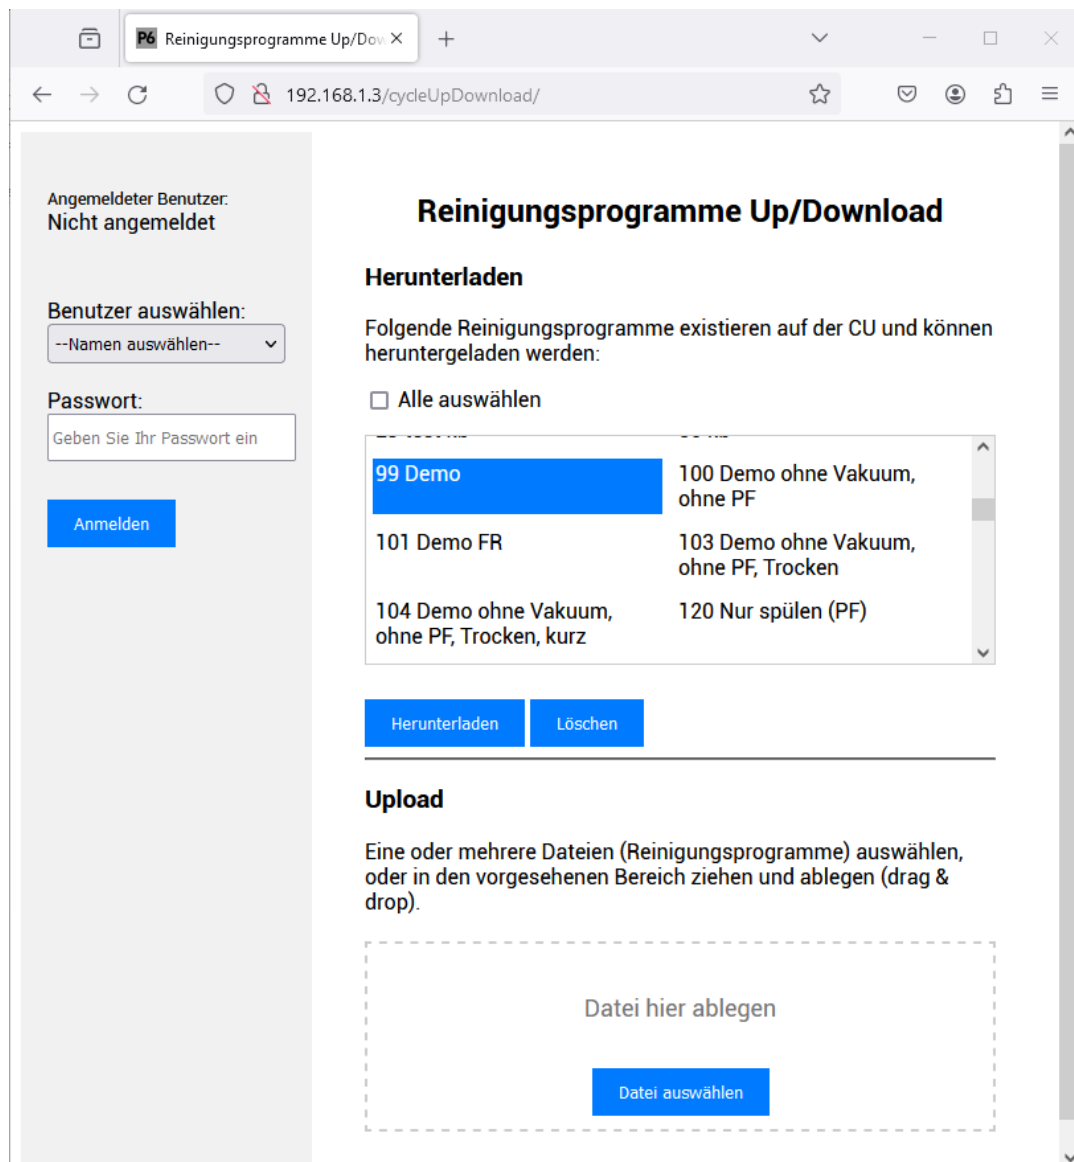 P6 Reinigungsprogramme Up/Dow
192.168.1.3/cycleUpDownload/
Angemeldeter Benutzer:
Nicht angemeldet
Benutzer auswählen:
--Namen auswählen--
Passwort:
Geben Sie Ihr Passwort ein
Anmelden
Reinigungsprogramme Up/Download
Herunterladen
Folgende Reinigungsprogramme existieren auf der CU und können
heruntergeladen werden:
Alle auswählen
99 Demo
100 Demo ohne Vakuum,
ohne PF
101 Demo FR
103 Demo ohne Vakuum,
ohne PF, Trocken
104 Demo ohne Vakuum,
ohne PF, Trocken, kurz
120 Nur spülen (PF)
Herunterladen
Löschen
Upload
Eine oder mehrere Dateien (Reinigungsprogramme) auswählen,
oder in den vorgesehenen Bereich ziehen und ablegen (drag &
drop).
Datei hier ablegen
Datei auswählen